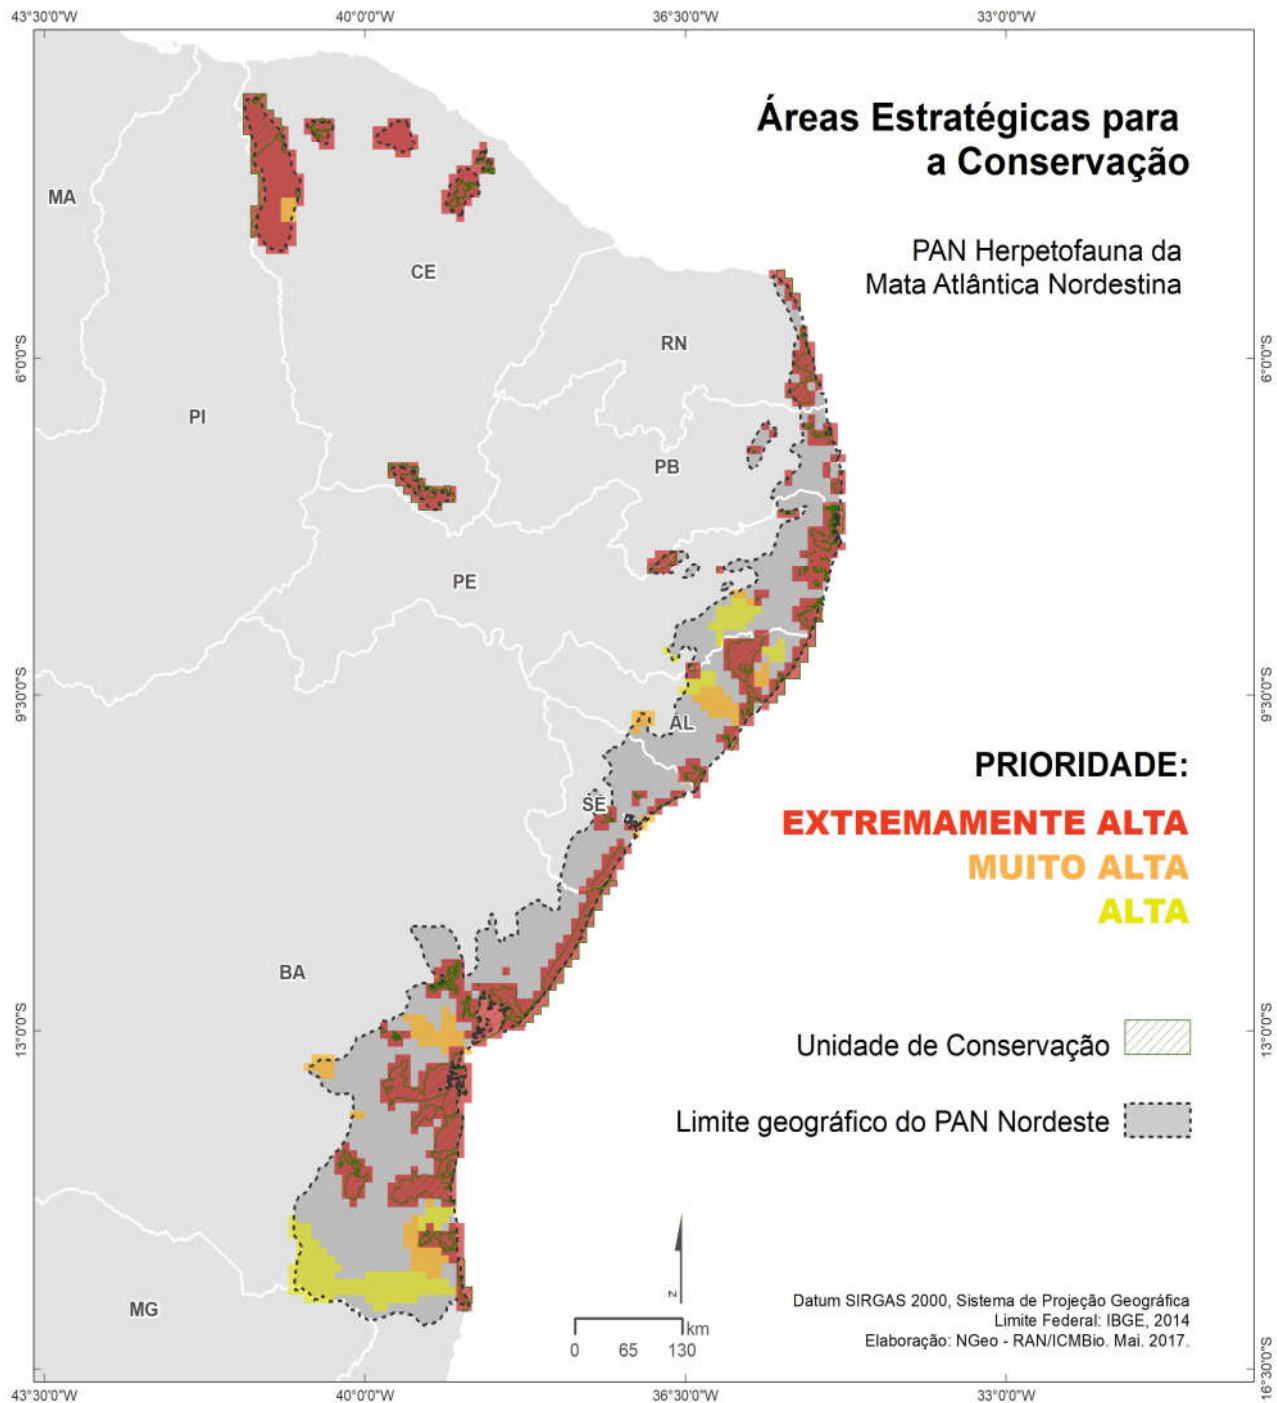 43°30'0"W 40°0'0"W 36°30'0"W 33°0'0"W
Áreas Estratégicas para
a Conservação
PAN Herpetofauna da
Mata Atlântica Nordestina
MA
CE
RN
PI
PB
PE
AL
SE
BA
MG
6°0'0"S
9°30'0"S
13°0'0"S
6°0'0"S
9°30'0"S
13°0'0"S
16°30'0"S
PRIORIDADE:
EXTREMAMENTE ALTA
MUITO ALTA
ALTA
Unidade de Conservação
Limite geográfico do PAN Nordeste
z
km
0 65 130
Datum SIRGAS 2000, Sistema de Projeção Geográfica
Limite Federal: IBGE, 2014
Elaboração: NGeo - RAN/ICMBio. Mai. 2017.
43°30'0"W 40°0'0"W 36°30'0"W 33°0'0"W